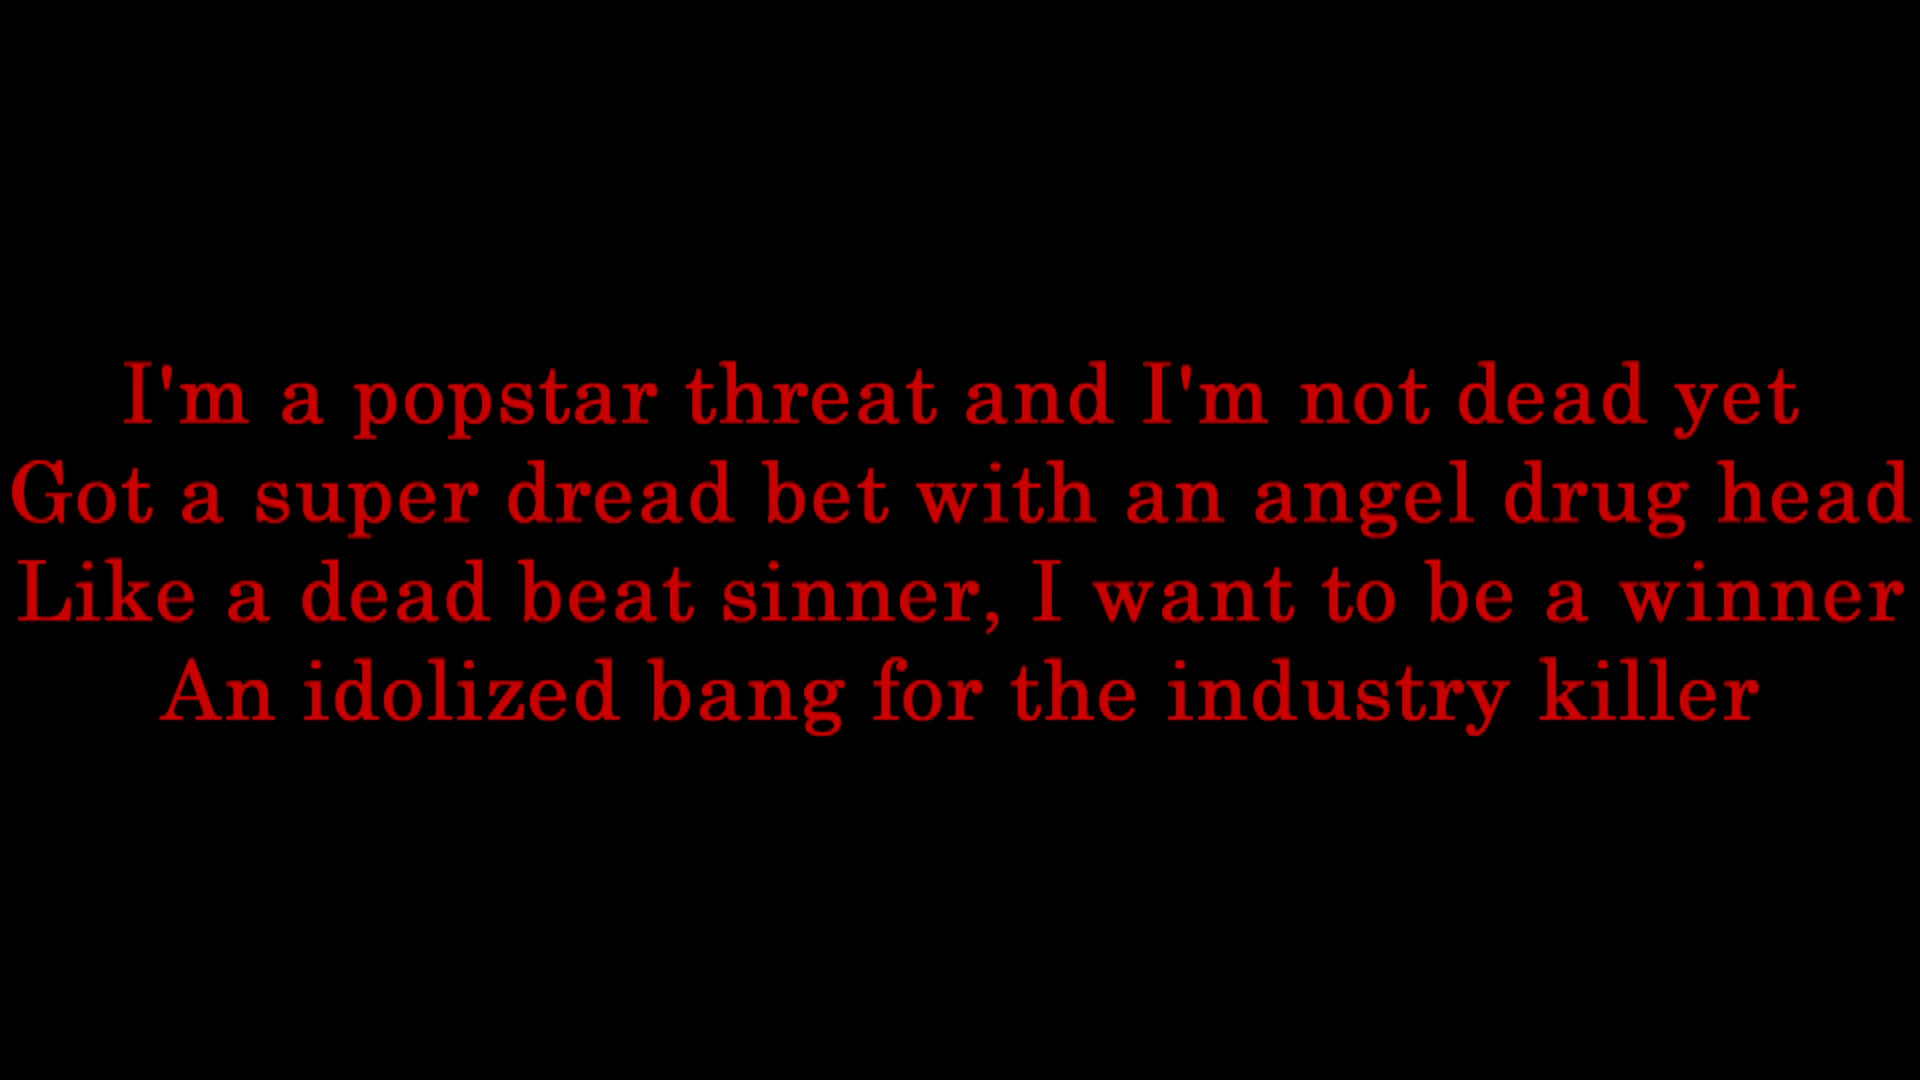 I'm a popstar threat and I'm not dead yet
Got a super dread bet with an angel drug head
Like a dead beat sinner, I want to be a winner
An idolized bang for the industry killer